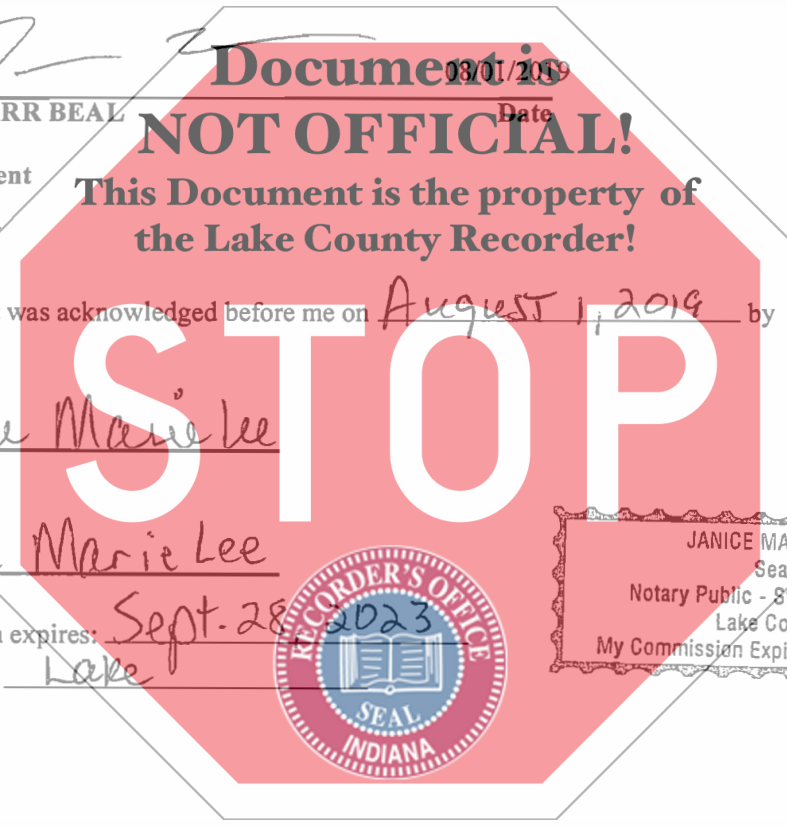 Document is
08/01/2019
RR BEAL
Date
NOT OFFICIAL!
ent
This Document is the property of
the Lake County Recorder!
was acknowledged before me on August 1, 2019 by
STOP
Marie Lee
Marie Lee
JANICE MA
Sea
Notary Public - S
Lake Co
My Commission Expi
expires: Sept. 28, 2023
Lake
RECORDER'S OFFICE
SEAL
INDIANA